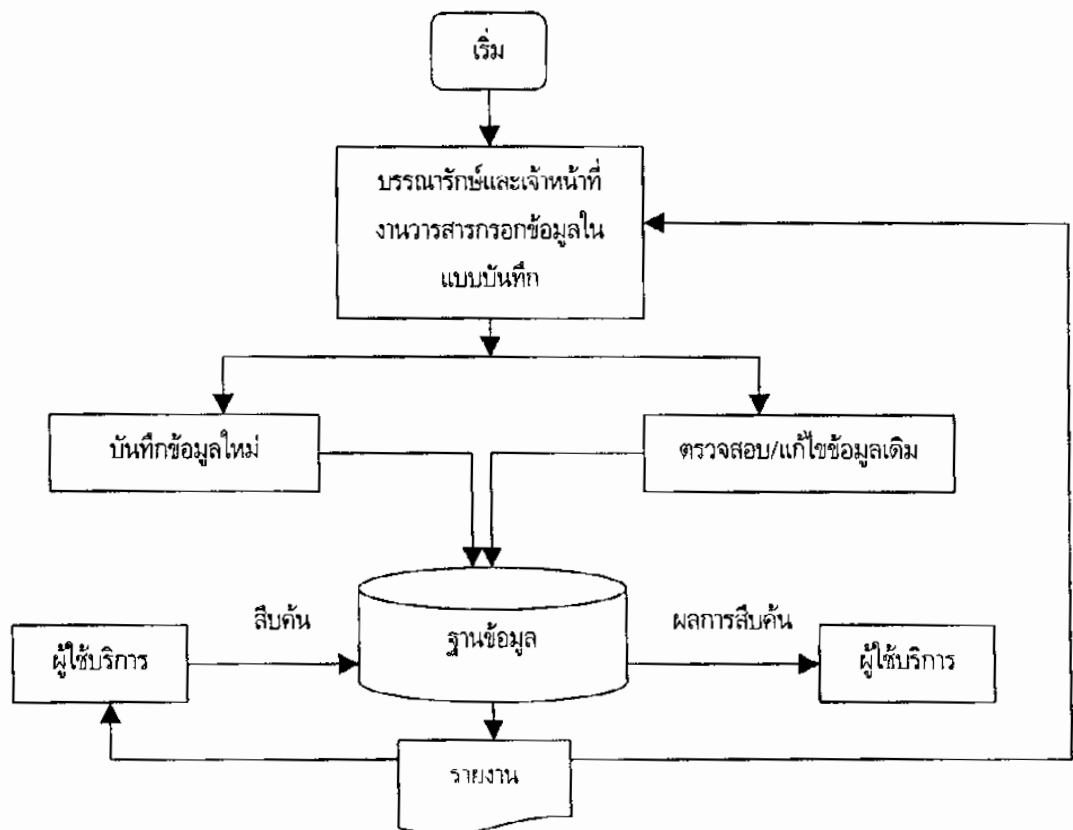 เริ่ม
บรรณารักษ์และเจ้าหน้าที่
งานวารสารกรอกข้อมูลใน
แบบบันทึก
บันทึกข้อมูลใหม่
ตรวจสอบ/แก้ไขข้อมูลเดิม
สืบค้น
ฐานข้อมูล
ผลการสืบค้น
ผู้ใช้บริการ
ผู้ใช้บริการ
รายงาน